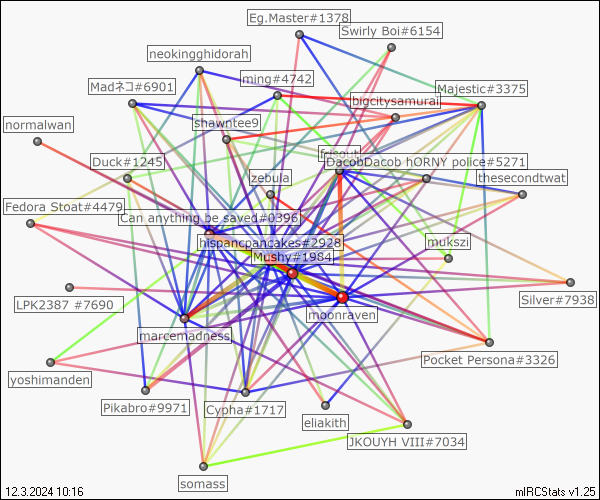 Eg.Master#1378
Swirly Boi#6154
neokingghidorah
ming#4742
Madネコ#6901
Majestic#3375
bigcitysamurai
normalwan
shawntee9
frisout
Duck#1245
DacobDacob hORNY police#5271
zebula
thesecondtwat
Fedora Stoat#4479
Can anything be saved#0396
hispancpancakes#2928
mukszi
Mushy#1984
LPK2387 #7690
Silver#7938
moonraven
marcemadness
Pocket Persona#3326
yoshimanden
Pikabro#9971
Cypha#1717
eliakith
JKOUYH VIII#7034
somass
12.3.2024 10:16
mIRCStats v1.25